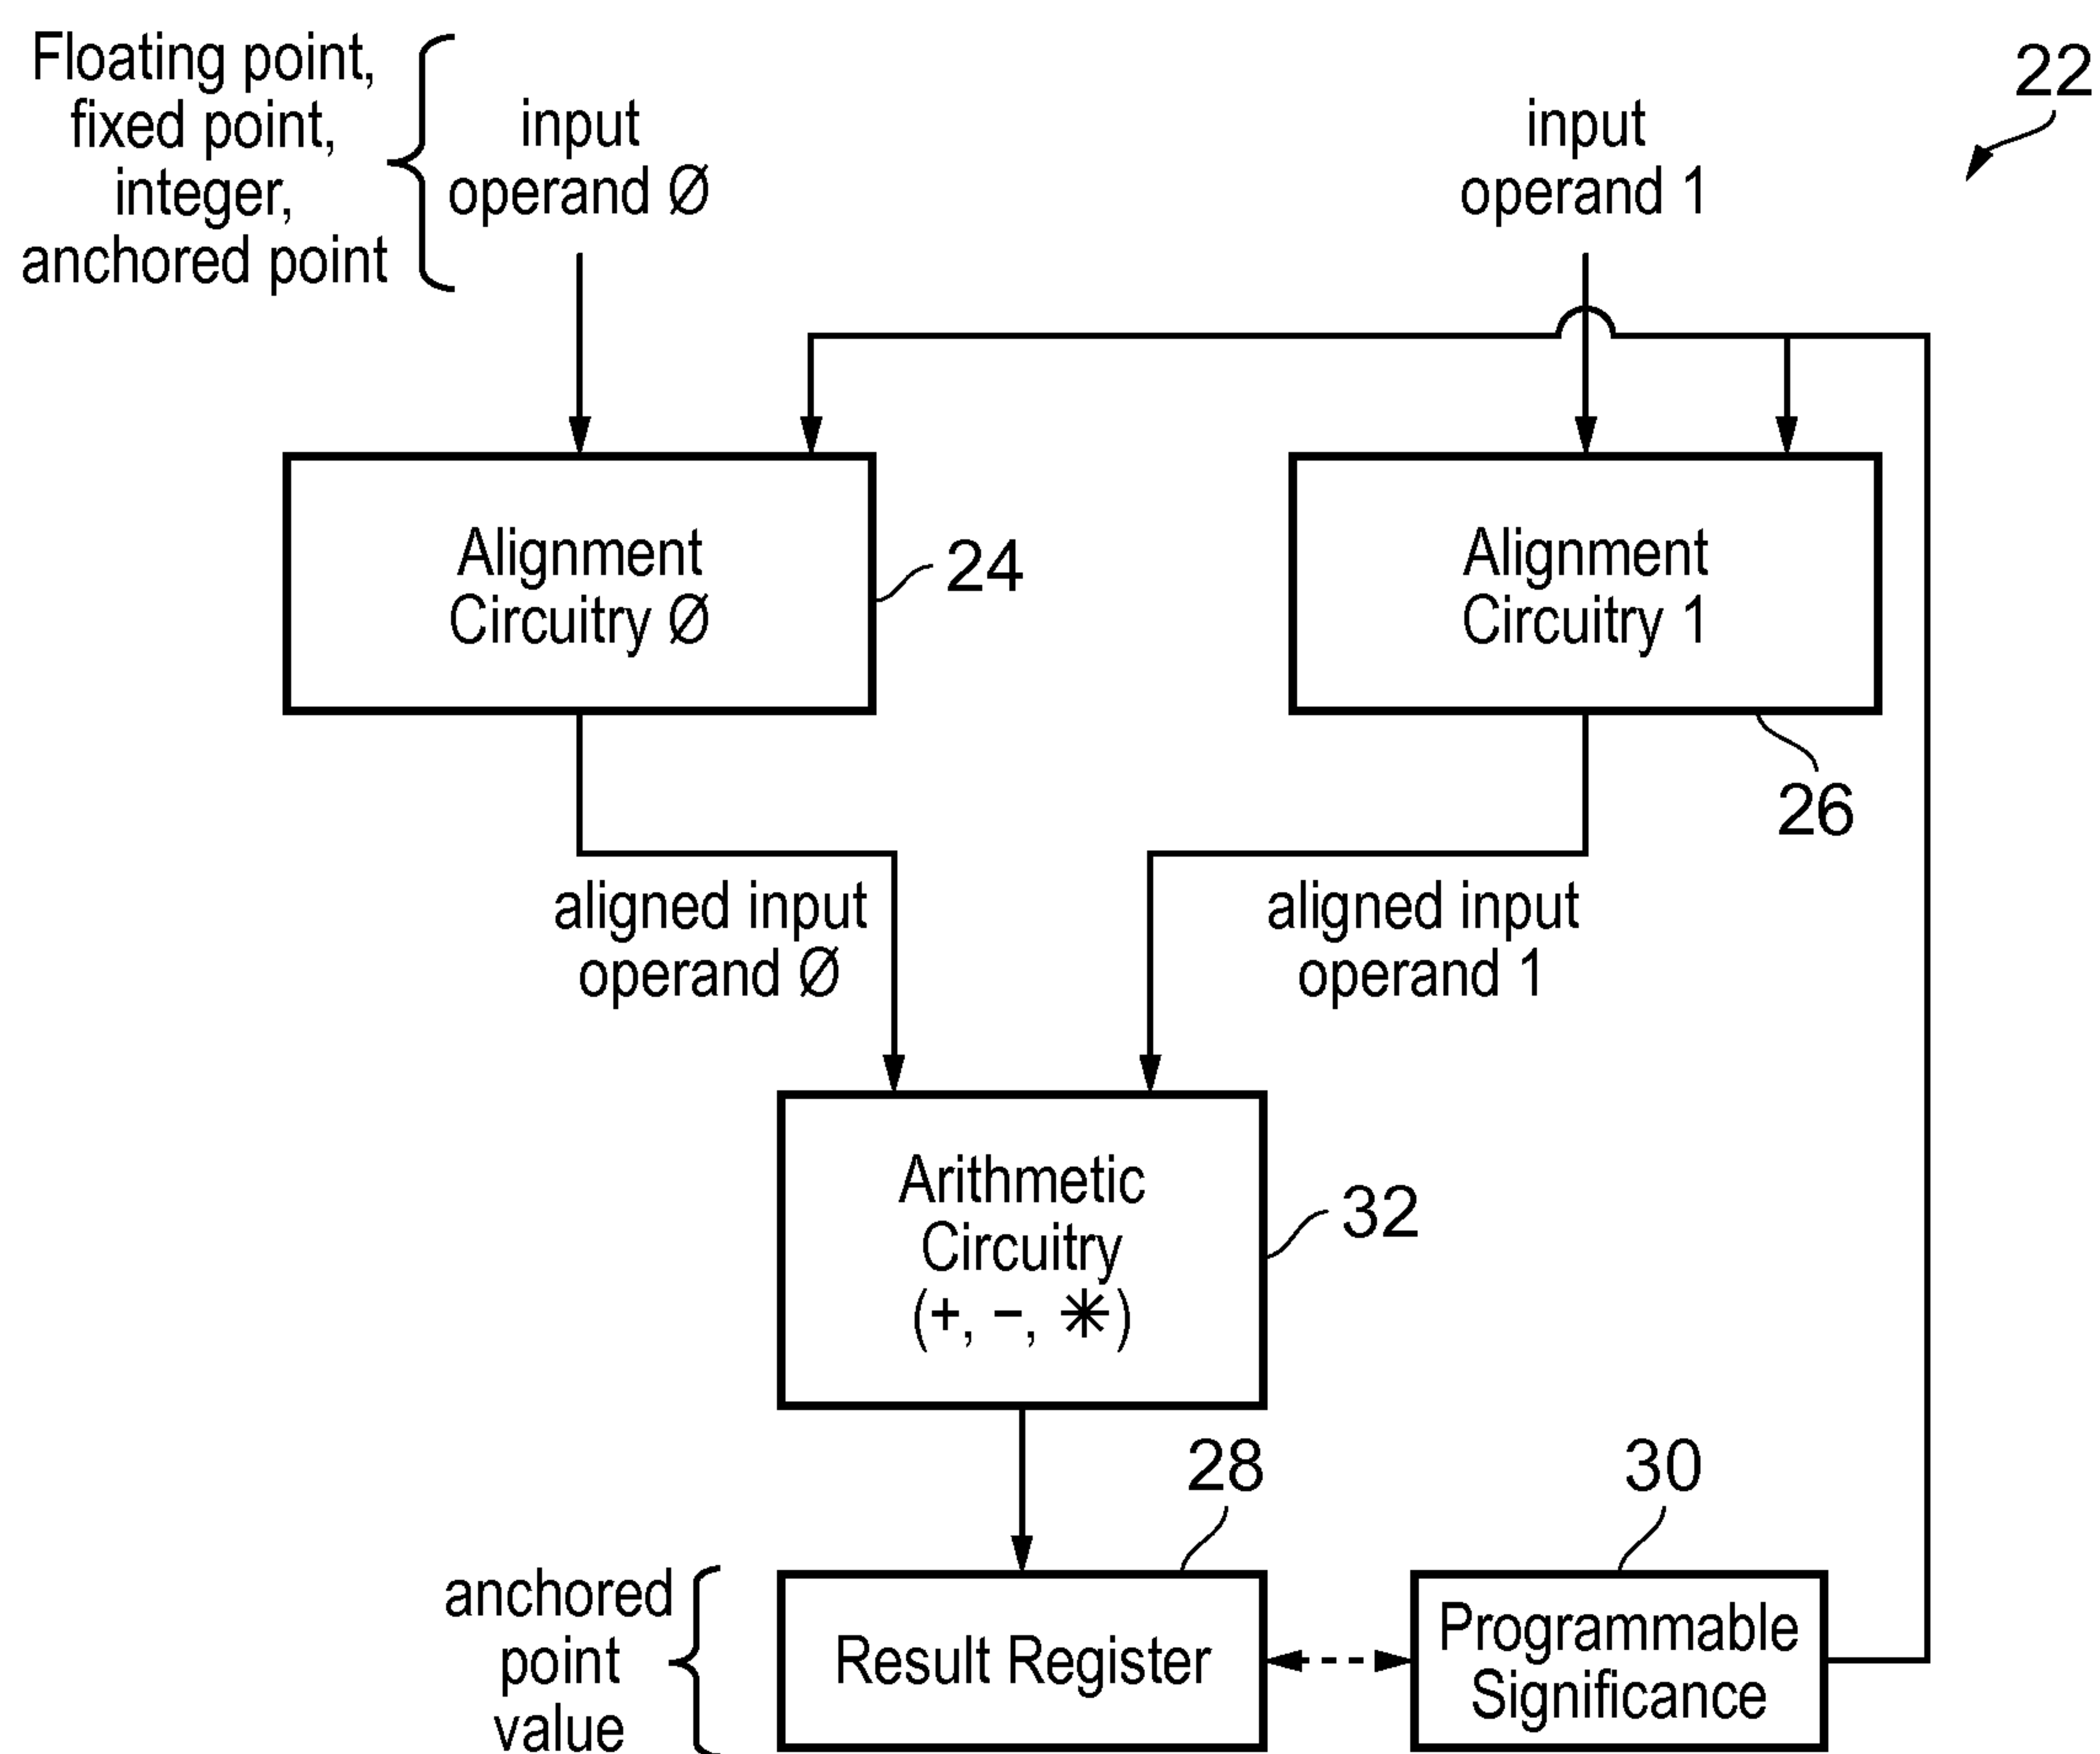 Floating point,
fixed point,
integer,
anchored point
input
operand Ø
input
operand 1
22
Alignment
Circuitry Ø
24
Alignment
Circuitry 1
26
aligned input
operand Ø
aligned input
operand 1
Arithmetic
Circuitry
(+, −, ✳)
32
28
30
anchored
point
value
Result Register
Programmable
Significance